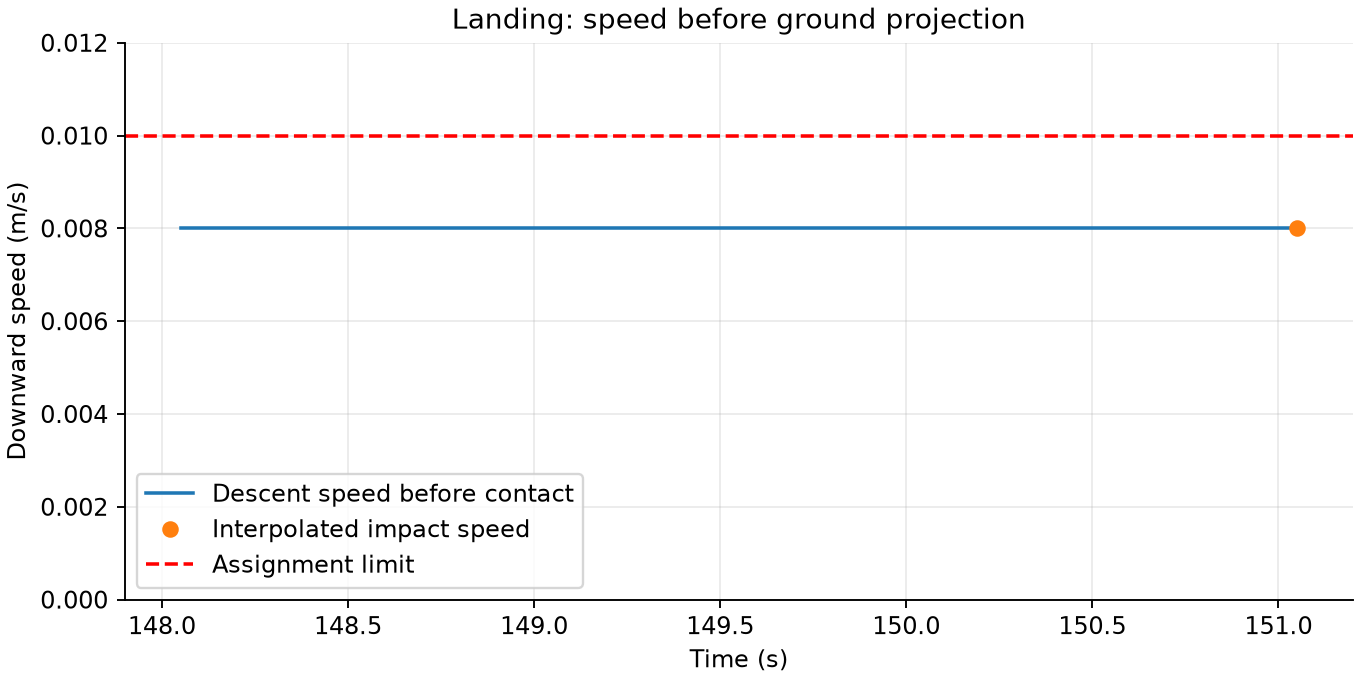 Landing: speed before ground projection
Downward speed (m/s)
0.012
0.010
0.008
0.006
0.004
0.002
0.000
Descent speed before contact
Interpolated impact speed
Assignment limit
148.0 148.5 149.0 149.5 150.0 150.5 151.0
Time (s)